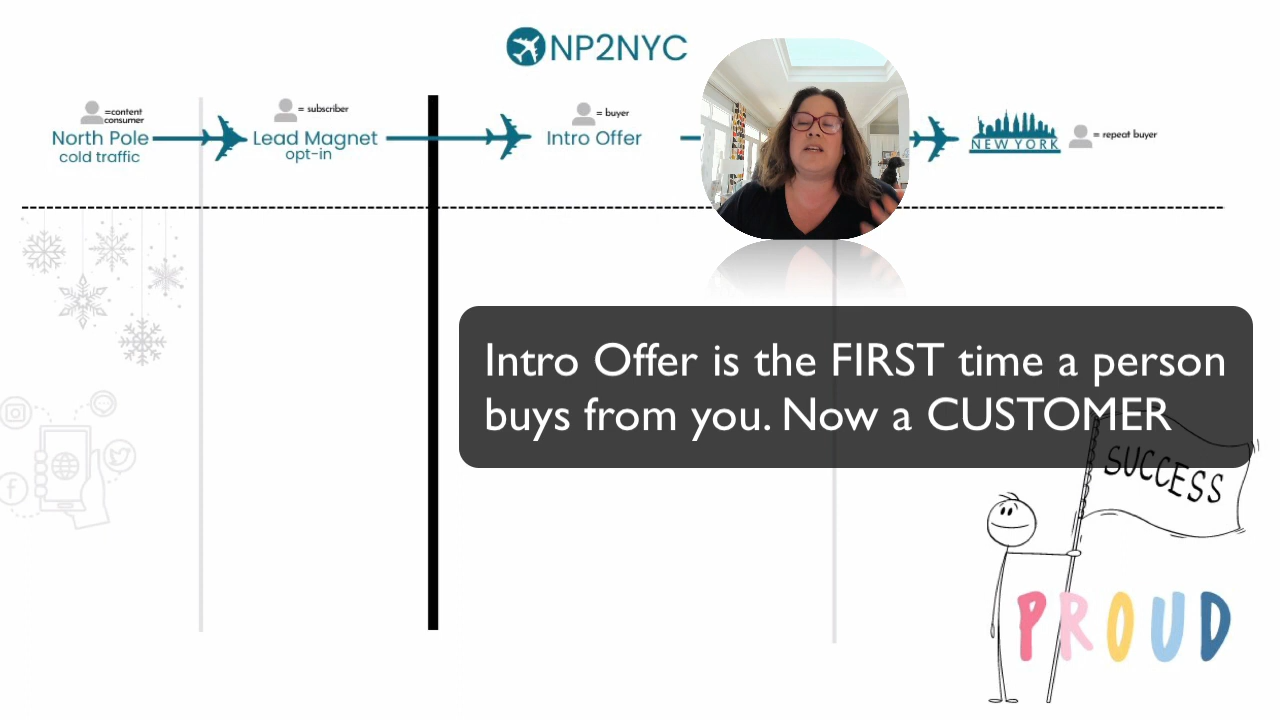 NP2NYC
=content
consumer
North Pole
cold traffic
= subscriber
Lead Magnet
opt-in
= buyer
Intro Offer
NEW YORK
= repeat buyer
Intro Offer is the FIRST time a person
buys from you. Now a CUSTOMER
SUCCESS
PROUD